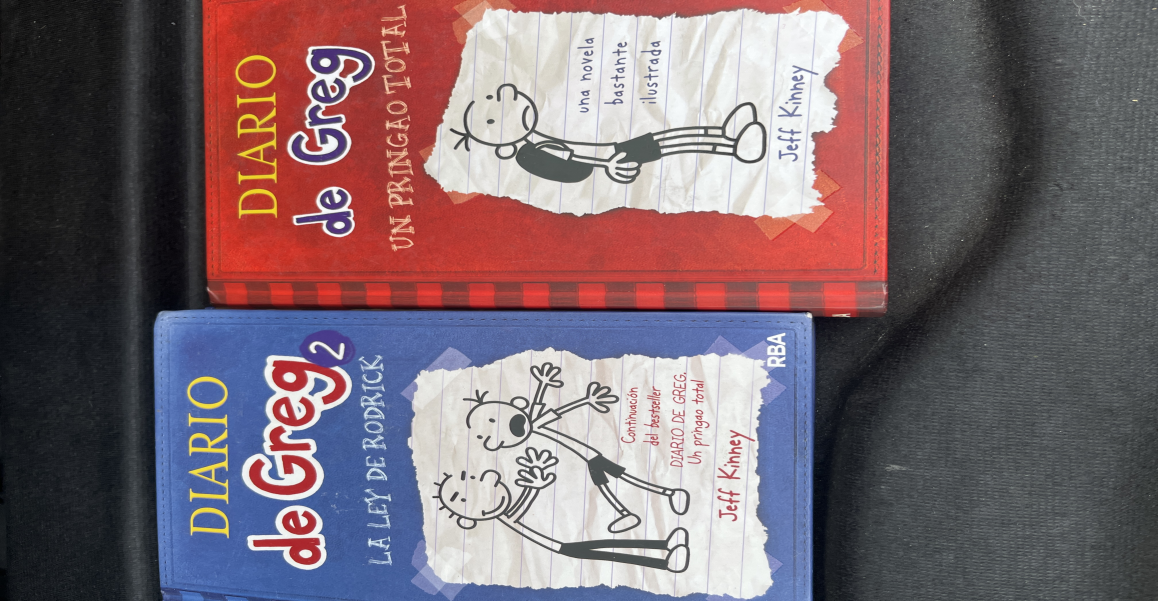 DIARIO
de Greg
UN PRINGAO TOTAL
una novela
bastante
ilustrada
Jeff Kinney
DIARIO
de Greg 2
LA LEY DE RODRICK
Continuación
del bestseller
DIARIO DE GREG.
Un pringao total
Jeff Kinney
RBA